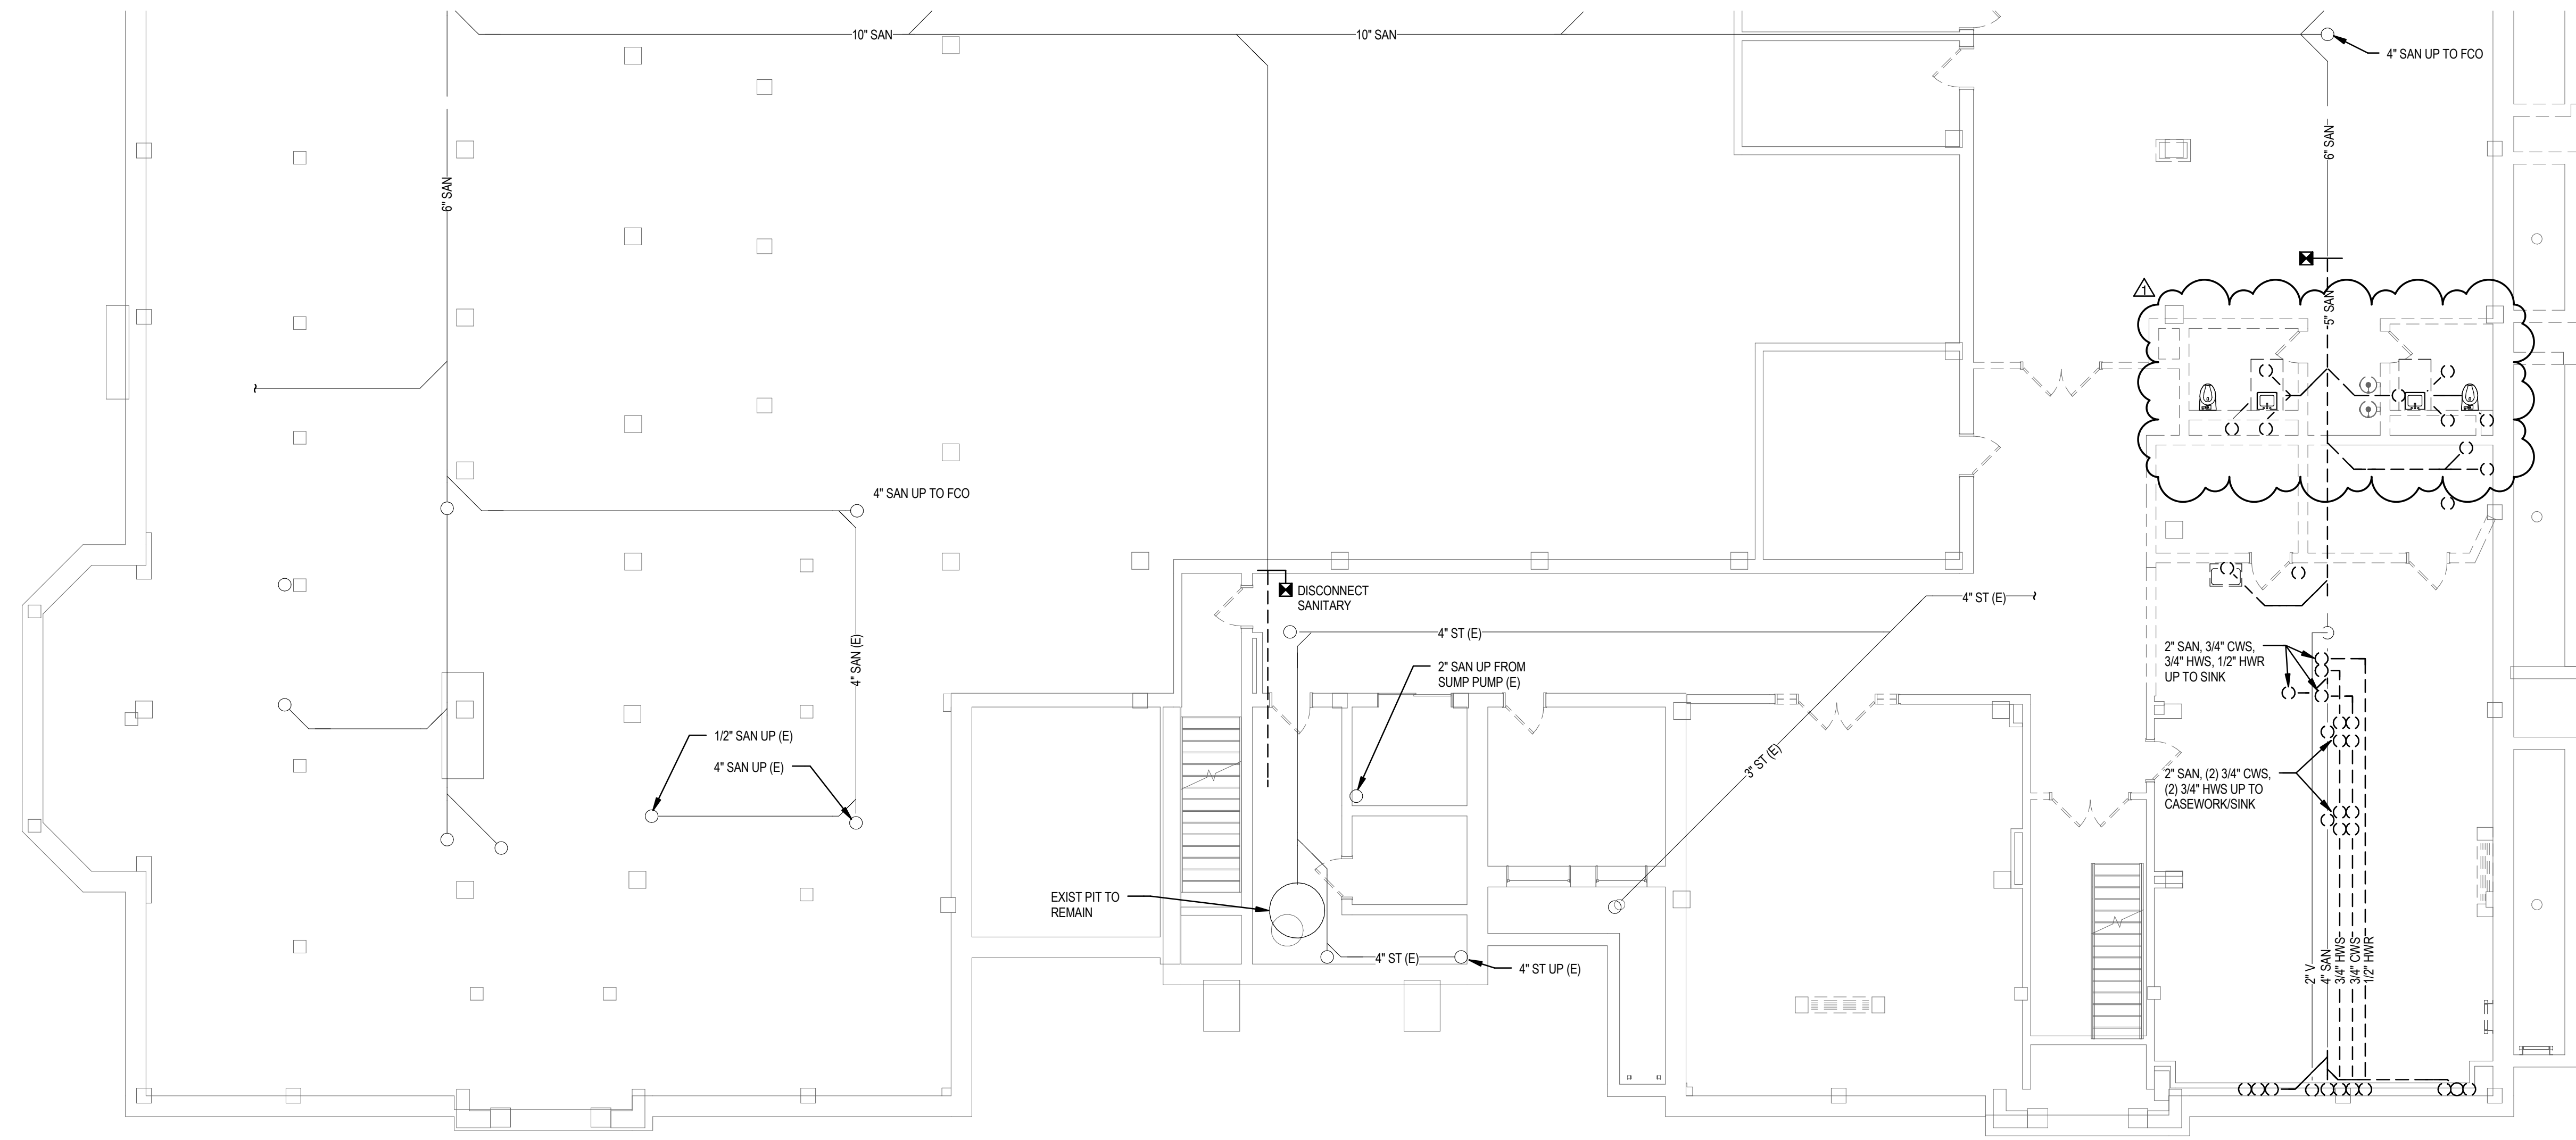 10" SAN
10" SAN
4" SAN UP TO FCO
6" SAN
6" SAN
1
5" SAN
4" SAN UP TO FCO
DISCONNECT
SANITARY
4" ST (E)
4" ST (E)
4" SAN (E)
2" SAN UP FROM
SUMP PUMP (E)
2" SAN, 3/4" CWS,
3/4" HWS, 1/2" HWR
UP TO SINK
1/2" SAN UP (E)
4" SAN UP (E)
3" ST (E)
2" SAN, (2) 3/4" CWS,
(2) 3/4" HWS UP TO
CASEWORK/SINK
EXIST PIT TO
REMAIN
4" ST (E)
4" ST UP (E)
2" V
4" SAN
3/4" HWS
3/4" CWS
1/2" HWR